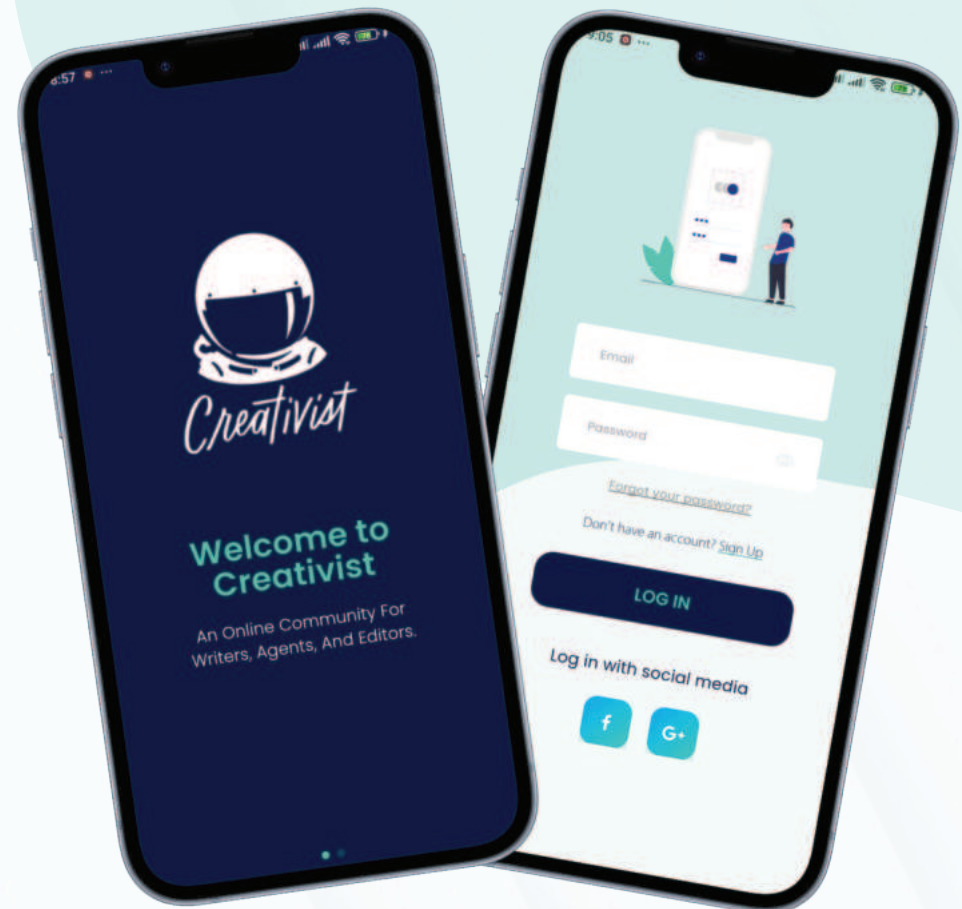 8:57
Creativist
Welcome to
Creativist
An Online Community For
Writers, Agents, And Editors.
9:05
Email
Password
Forgot your password?
Don't have an account? Sign Up
LOG IN
Log in with social media
f
G+